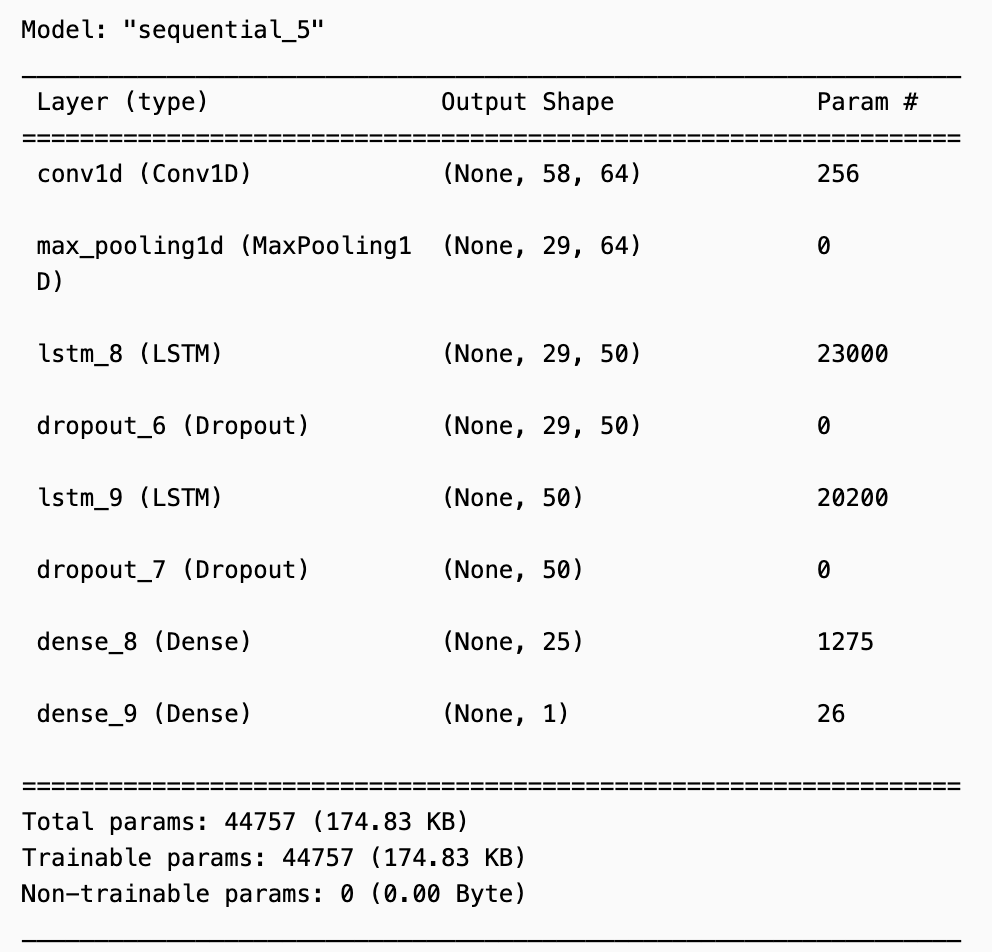 Model: "sequential_5"
Layer (type) Output Shape Param #
conv1d (Conv1D) (None, 58, 64) 256
max_pooling1d (MaxPooling1 (None, 29, 64) 0
D)
lstm_8 (LSTM) (None, 29, 50) 23000
dropout_6 (Dropout) (None, 29, 50) 0
lstm_9 (LSTM) (None, 50) 20200
dropout_7 (Dropout) (None, 50) 0
dense_8 (Dense) (None, 25) 1275
dense_9 (Dense) (None, 1) 26
Total params: 44757 (174.83 KB)
Trainable params: 44757 (174.83 KB)
Non-trainable params: 0 (0.00 Byte)